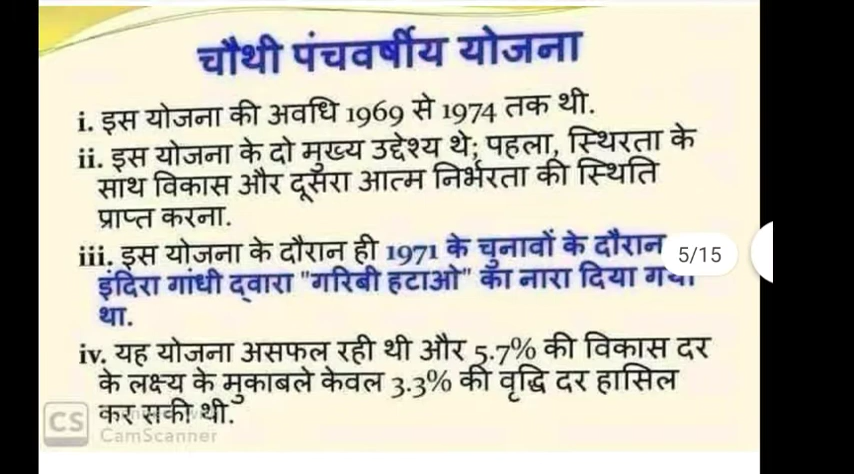 चौथी पंचवर्षीय योजना
i. इस योजना की अवधि 1969 से 1974 तक थी.
ii. इस योजना के दो मुख्य उद्देश्य थे; पहला, स्थिरता के
साथ विकास और दूसरा आत्म निर्भरता की स्थिति
प्राप्त करना.
iii. इस योजना के दौरान ही 1971 के चुनावों के दौरान
5/15
इंदिरा गांधी द्वारा "गरिबी हटाओ" का नारा दिया गया
था.
iv. यह योजना असफल रही थी और 5.7% की विकास दर
के लक्ष्य के मुकाबले केवल 3.3% की वृद्धि दर हासिल
कर सकी थी.
CS
CamScanner